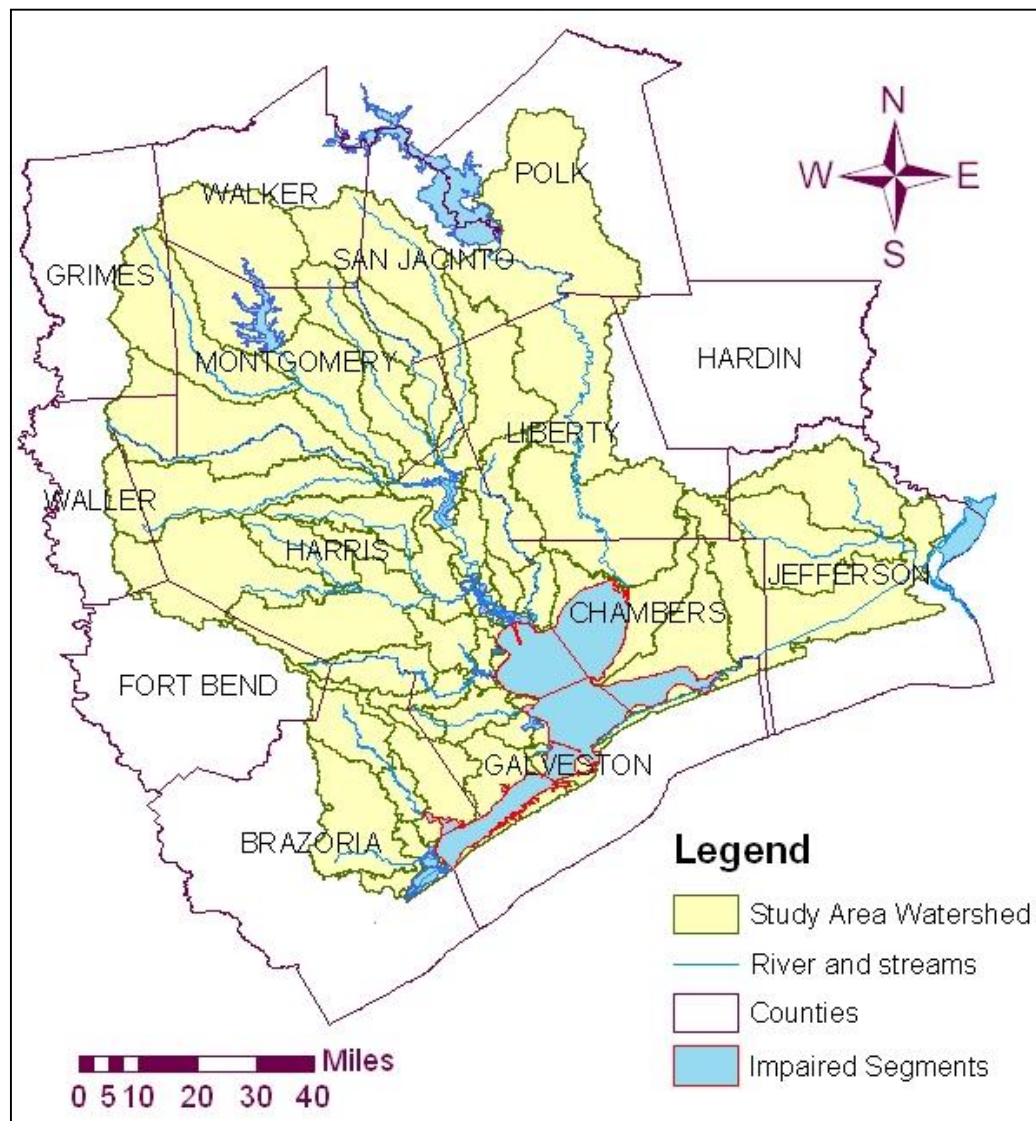 N
W E
S
POLK
WALKER
SAN JACINTO
GRIMES
MONTGOMERY
HARDIN
LIBERTY
WALLER
HARRIS
JEFFERSON
CHAMBERS
FORT BEND
GALVESTON
BRAZORIA
Legend
Study Area Watershed
River and streams
Counties
Impaired Segments
Miles
0 5 10 20 30 40